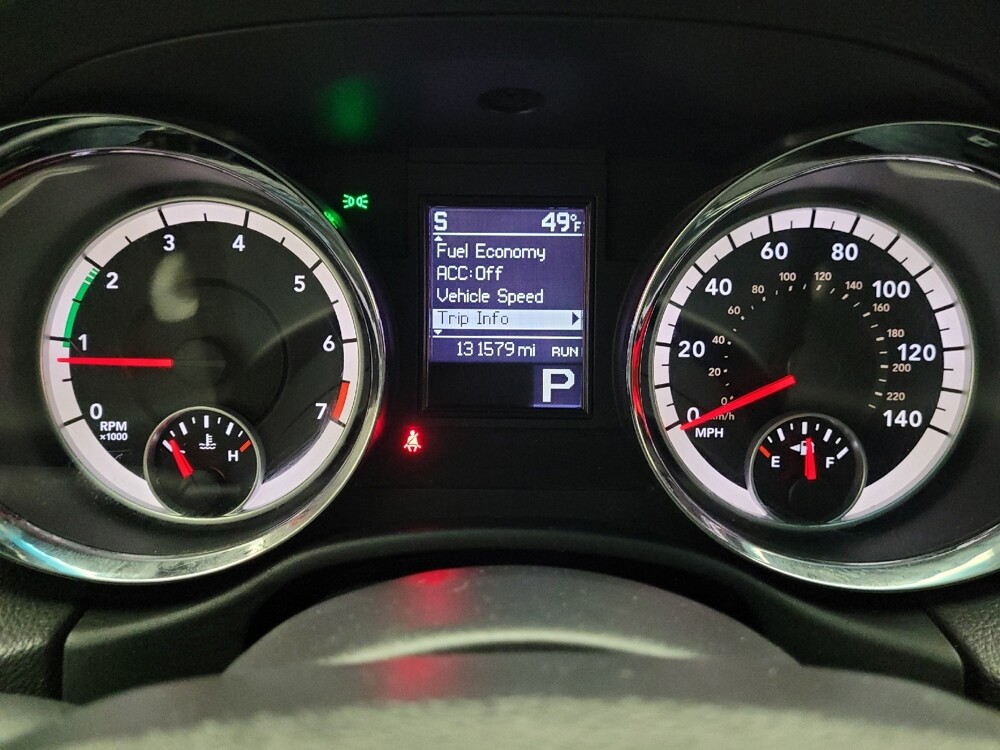 S 49°F
Fuel Economy
ACC:Off
Vehicle Speed
Trip Info
131579 mi RUN
P
0 1 2 3 4 5 6 7
RPM
x1000
H
0 20 40 60 80 100 120 140
MPH
0 20 40 60 80 100 120 140 160 180 200 220
km/h
E F